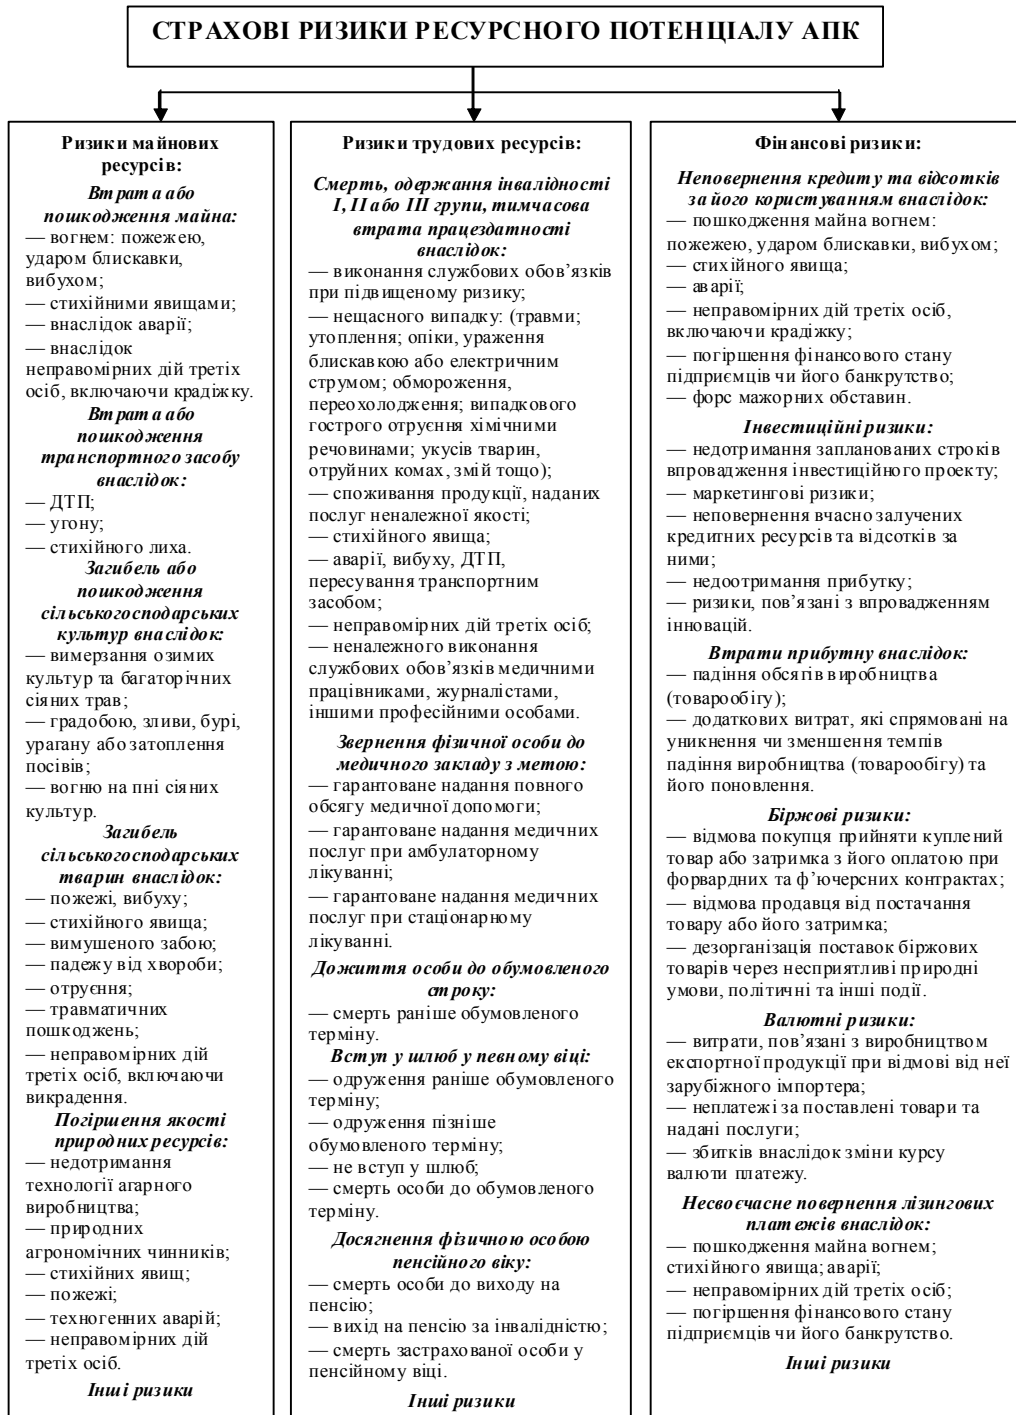 СТРАХОВІ РИЗИКИ РЕСУРСНОГО ПОТЕНЦІАЛУ АПК
Ризики майнових
ресурсів:
Втрата або
пошкодження майна:
— вогнем: пожежею,
ударом блискавки,
вибухом;
— стихійними явищами;
— внаслідок аварії;
— внаслідок
неправомірних дій третіх
осіб, включаючи крадіжку.
Втрата або
пошкодження
транспортного засобу
внаслідок:
— ДТП;
— угону;
— стихійного лиха.
Загибель або
пошкодження
сільськогосподарських
культур внаслідок:
— вимерзання озимих
культур та багаторічних
сіяних трав;
— градобою, зливи, бурі,
урагану або затоплення
посівів;
— вогню на пні сіяних
культур.
Загибель
сільськогосподарських
тварин внаслідок:
— пожежі, вибуху;
— стихійного явища;
— вимушеного забою;
— падежу від хвороби;
— отруєння;
— травматичних
пошкоджень;
— неправомірних дій
третіх осіб, включаючи
викрадення.
Погіршення якості
природних ресурсів:
— недотримання
технології агарного
виробництва;
— природних
агрономічних чинників;
— стихійних явищ;
— пожежі;
— техногенних аварій;
— неправомірних дій
третіх осіб.
Інші ризики
Ризики трудових ресурсів:
Смерть, одержання інвалідності
І, ІІ або ІІІ групи, тимчасова
втрата працездатності
внаслідок:
— виконання службових обов’язків
при підвищеному ризику;
— нещасного випадку: (травми;
утоплення; опіки, ураження
блискавкою або електричним
струмом; обмороження,
переохолодження; випадкового
гострого отруєння хімічними
речовинами; укусів тварин,
отруйних комах, змій тощо);
— споживання продукції, наданих
послуг неналежної якості;
— стихійного явища;
— аварії, вибуху, ДТП,
пересування транспортним
засобом;
— неправомірних дій третіх осіб;
— неналежного виконання
службових обов’язків медичними
працівниками, журналістами,
іншими професійними особами.
Звернення фізичної особи до
медичного закладу з метою:
— гарантоване надання повного
обсягу медичної допомоги;
— гарантоване надання медичних
послуг при амбулаторному
лікуванні;
— гарантоване надання медичних
послуг при стаціонарному
лікуванні.
Дожиття особи до обумовленого
строку:
— смерть раніше обумовленого
терміну.
Вступ у шлюб у певному віці:
— одруження раніше обумовленого
терміну;
— одруження пізніше
обумовленого терміну;
— не вступ у шлюб;
— смерть особи до обумовленого
терміну.
Досягнення фізичною особою
пенсійного віку:
— смерть особи до виходу на
пенсію;
— вихід на пенсію за інвалідністю;
— смерть застрахованої особи у
пенсійному віці.
Інші ризики
Фінансові ризики:
Неповернення кредиту та відсотків
за його користуванням внаслідок:
— пошкодження майна вогнем:
пожежею, ударом блискавки, вибухом;
— стихійного явища;
— аварії;
— неправомірних дій третіх осіб,
включаючи крадіжку;
— погіршення фінансового стану
підприємців чи його банкрутство;
— форс мажорних обставин.
Інвестиційні ризики:
— недотримання запланованих строків
впровадження інвестиційного проекту;
— маркетингові ризики;
— неповернення вчасно залучених
кредитних ресурсів та відсотків за
ними;
— недоотримання прибутку;
— ризики, пов’язані з впровадженням
інновацій.
Втрати прибутну внаслідок:
— падіння обсягів виробництва
(товарообігу);
— додаткових витрат, які спрямовані на
уникнення чи зменшення темпів
падіння виробництва (товарообігу) та
його поновлення.
Біржові ризики:
— відмова покупця прийняти куплений
товар або затримка з його оплатою при
форвардних та ф’ючерсних контрактах;
— відмова продавця від постачання
товару або його затримка;
— дезорганізація поставок біржових
товарів через несприятливі природні
умови, політичні та інші події.
Валютні ризики:
— витрати, пов’язані з виробництвом
експортної продукції при відмові від неї
зарубіжного імпортера;
— неплатежі за поставлені товари та
надані послуги;
— збитків внаслідок зміни курсу
валюти платежу.
Несвоєчасне повернення лізингових
платежів внаслідок:
— пошкодження майна вогнем;
стихійного явища; аварії;
— неправомірних дій третіх осіб;
— погіршення фінансового стану
підприємців чи його банкрутство.
Інші ризики